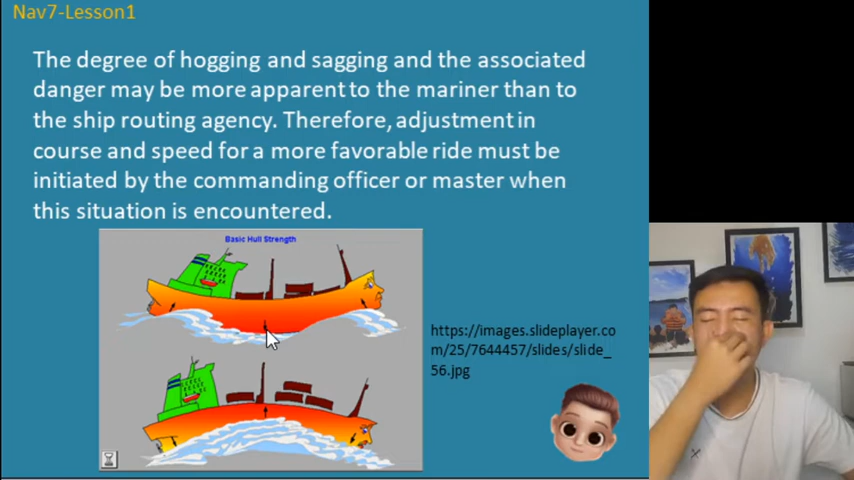 Nav7-Lesson1
The degree of hogging and sagging and the associated
danger may be more apparent to the mariner than to
the ship routing agency. Therefore, adjustment in
course and speed for a more favorable ride must be
initiated by the commanding officer or master when
this situation is encountered.
Basic Hull Strength
https://images.slideplayer.co
m/25/7644457/slides/slide_
56.jpg